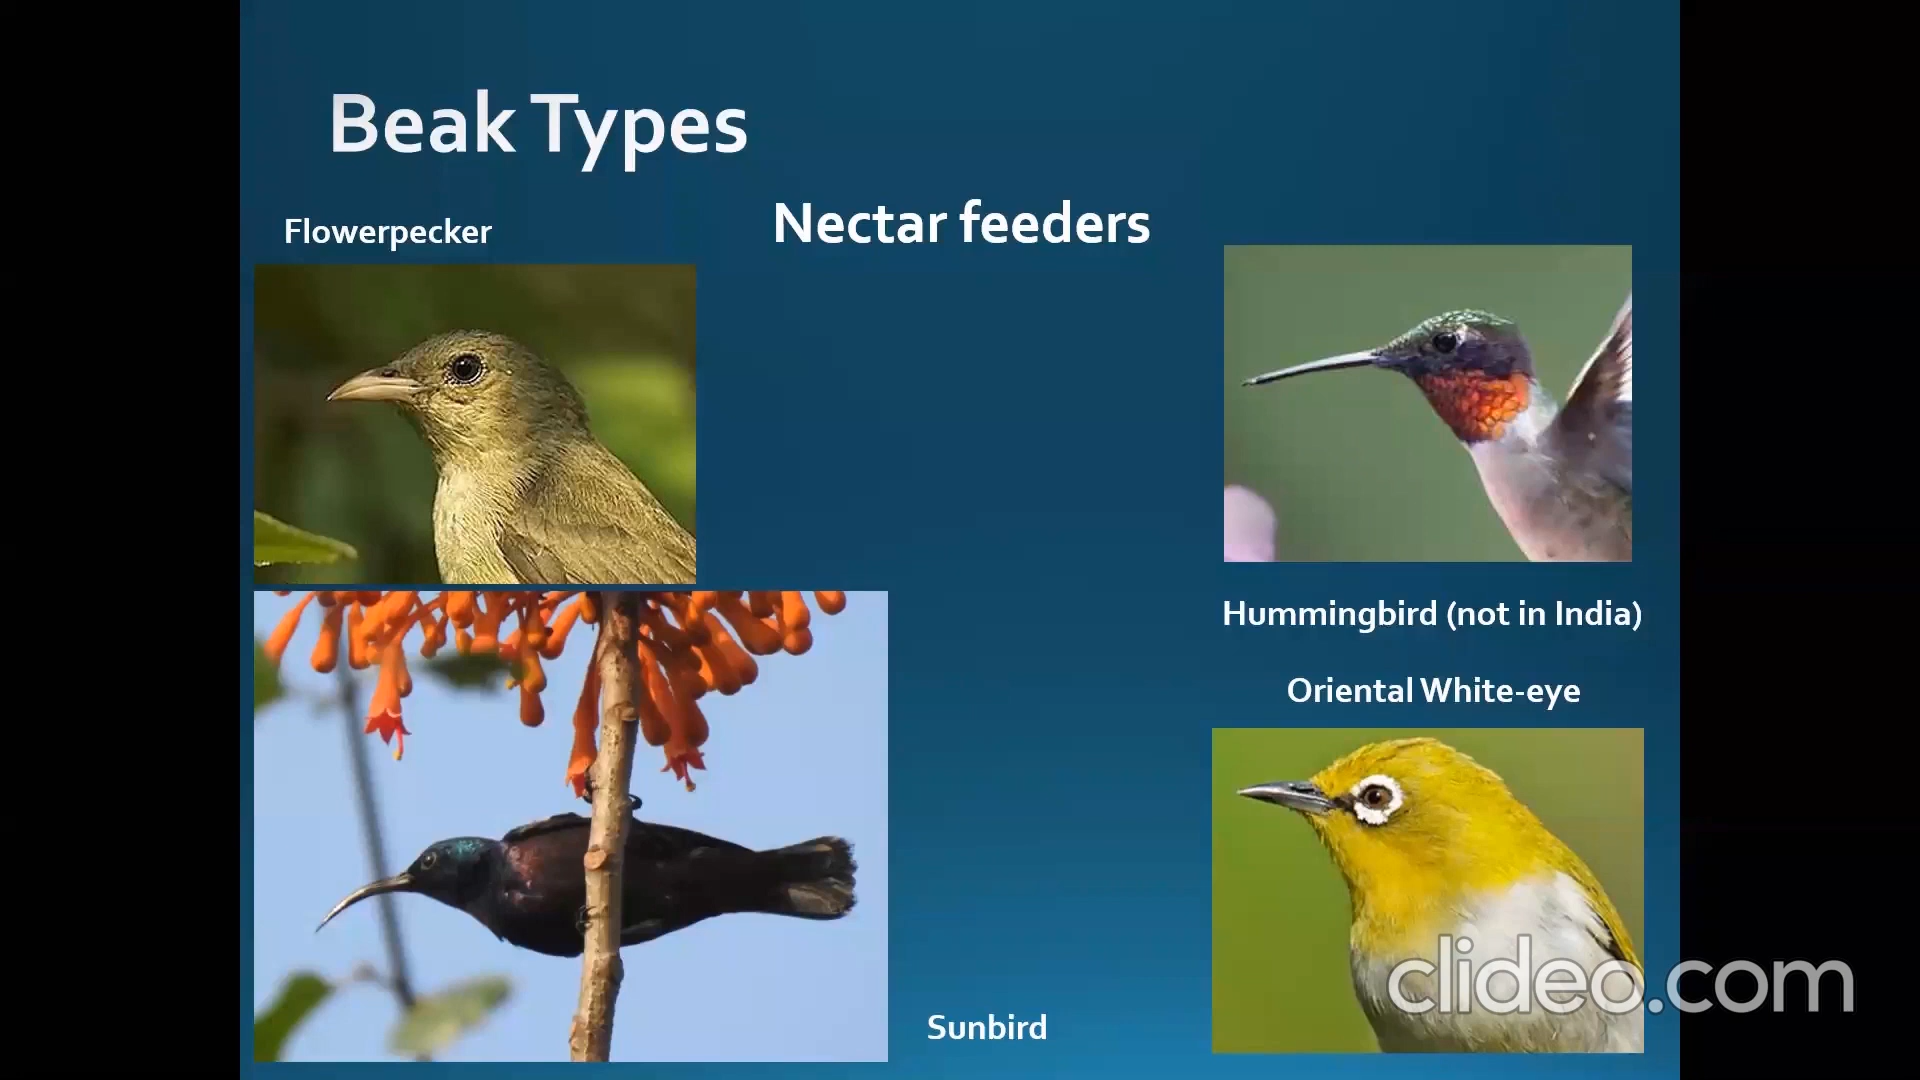 Beak Types
Nectar feeders
Flowerpecker
Hummingbird (not in India)
Oriental White-eye
Sunbird
clideo.com